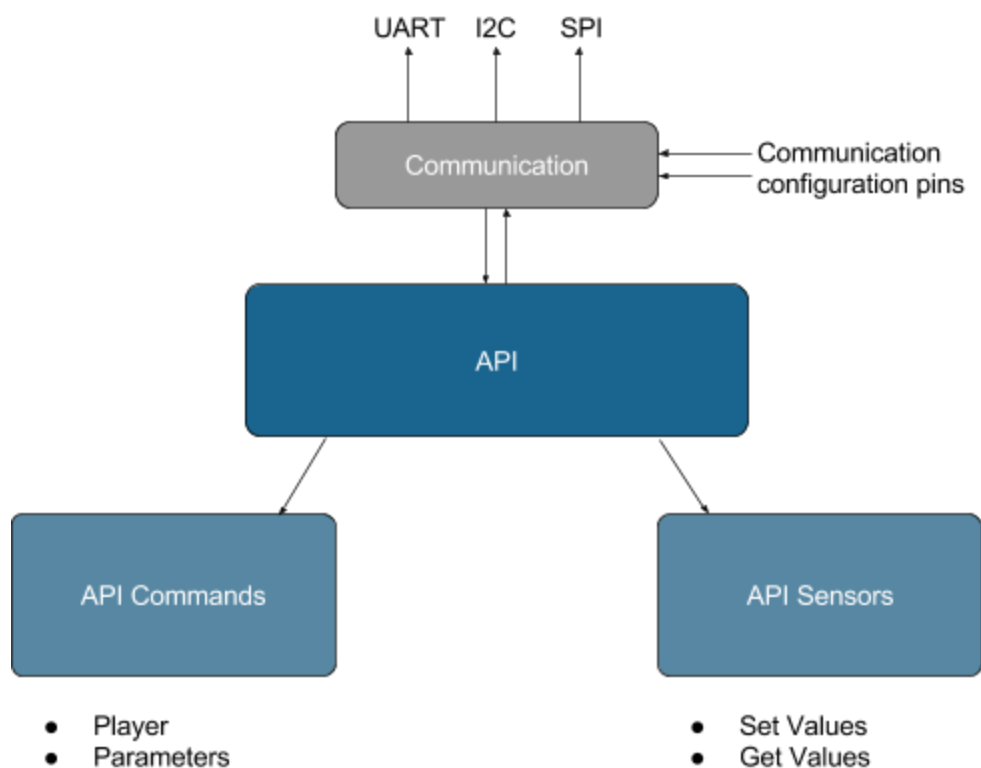 UART I2C SPI
Communication
Communication
configuration pins
API
API Commands
API Sensors
● Player
● Parameters
● Set Values
● Get Values